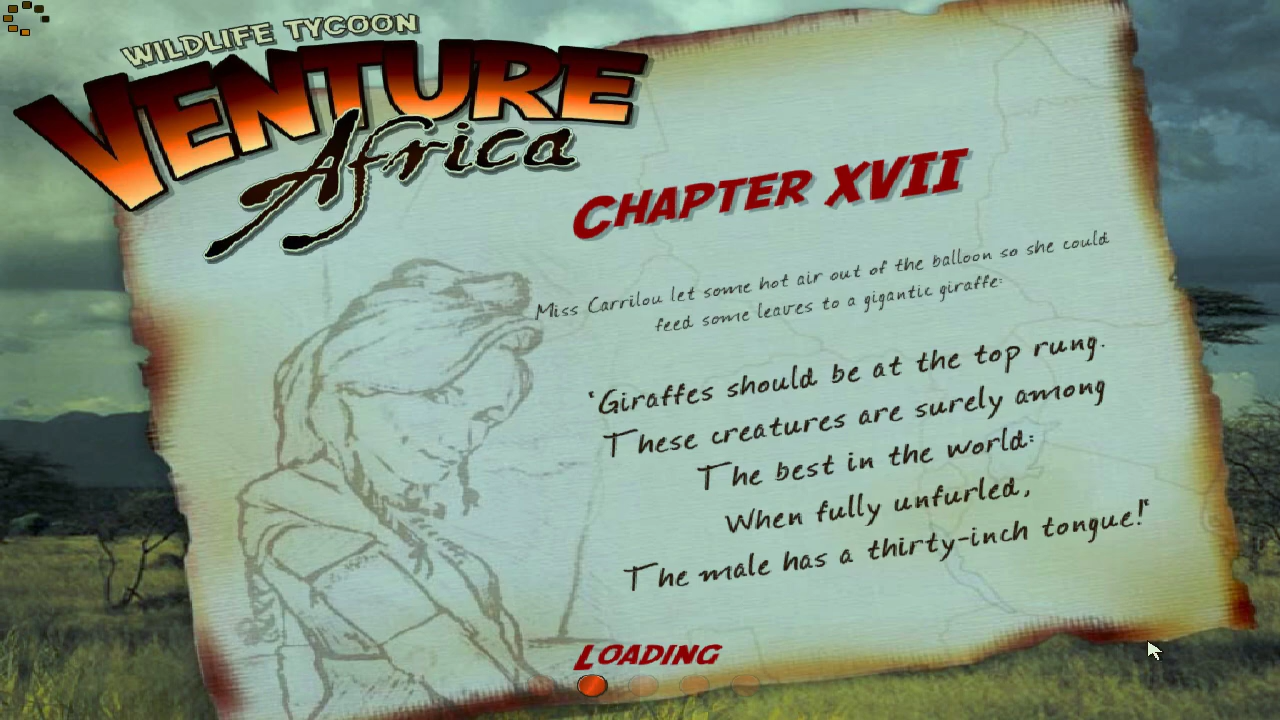 WILDLIFE TYCOON
VENTURE
Africa
CHAPTER XVII
Miss Carrilou let some hot air out of the balloon so she could
feed some leaves to a gigantic giraffe:
"Giraffes should be at the top rung.
These creatures are surely among
The best in the world:
When fully unfurled,
The male has a thirty-inch tongue!"
LOADING